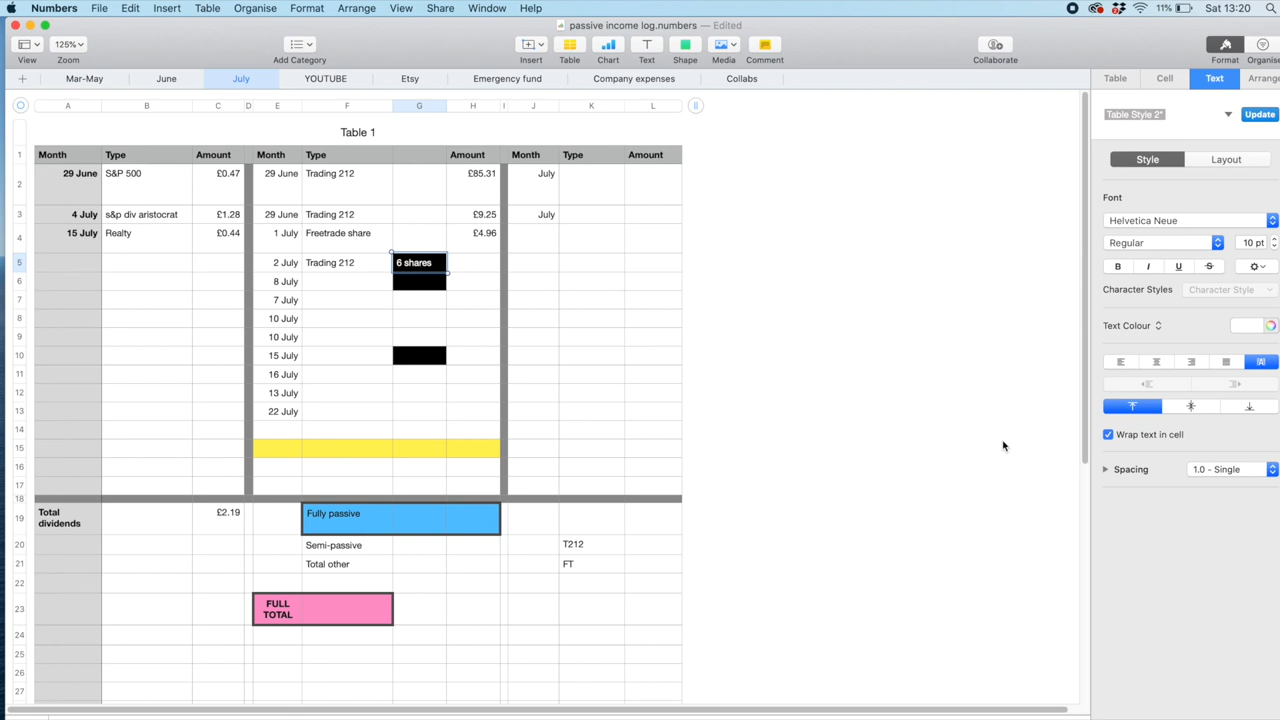 Numbers File Edit Insert Table Organise Format Arrange View Share Window Help 11% Sat 13:20
passive income log.numbers — Edited
125%
View Zoom Add Category Insert Table Chart Text Shape Media Comment Collaborate Format Organise
Mar-May June July YOUTUBE Etsy Emergency fund Company expenses Collabs
Table Cell Text Arrange
A B C D E F G H I J K L
Table Style 2*
Update
Table 1
1 Month Type Amount Month Type Amount Month Type Amount
Style Layout
2 29 June S&P 500 £0.47 29 June Trading 212 £85.31 July
Font
3 4 July s&p div aristocrat £1.28 29 June Trading 212 £9.25 July
Helvetica Neue
4 15 July Realty £0.44 1 July Freetrade share £4.96
Regular 10 pt
5 2 July Trading 212 6 shares
B I U S
6 8 July
Character Styles Character Style
7 7 July
8 10 July
Text Colour
9 10 July
10 15 July
11 16 July
12 13 July
13 22 July
14
Wrap text in cell
15
16
Spacing 1.0 - Single
17
18
19 Total dividends £2.19 Fully passive
20 Semi-passive T212
21 Total other FT
22
23 FULL TOTAL
24
25
26
27